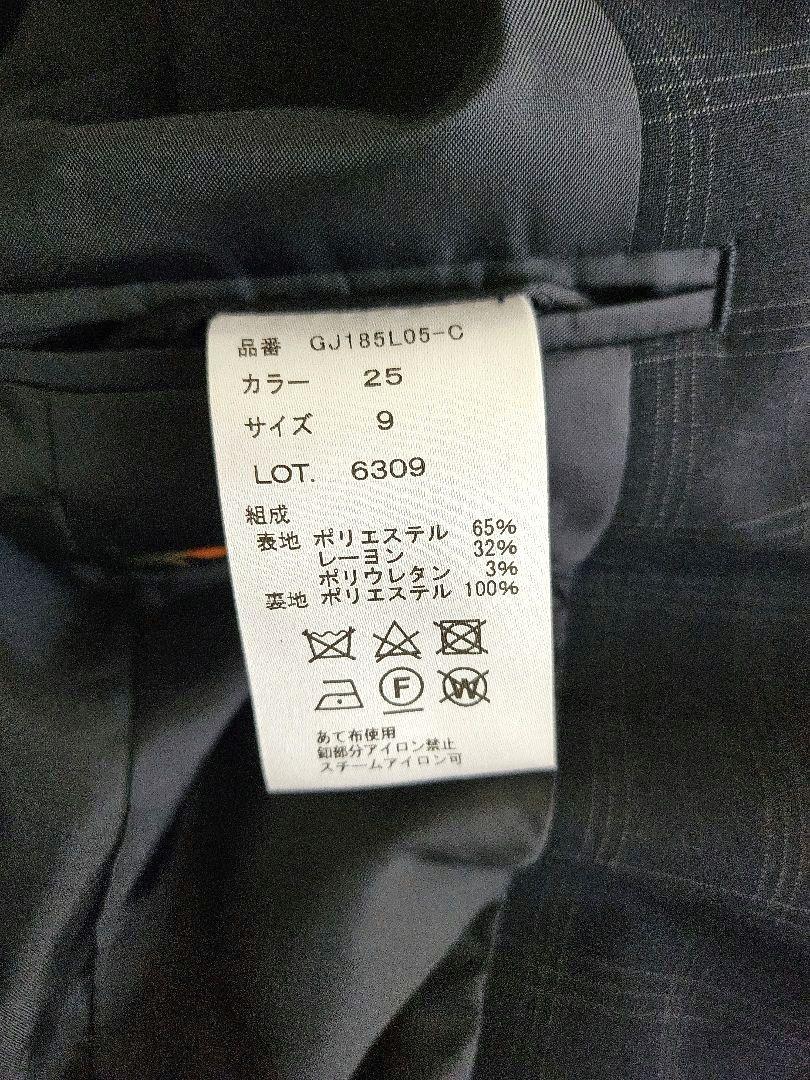 品番 GJ185L05-C
カラー 25
サイズ 9
LOT. 6309
組成
表地 ポリエステル 65%
レーヨン 32%
ポリウレタン 3%
裏地 ポリエステル 100%
F W
あて布使用
釦部分アイロン禁止
スチームアイロン可